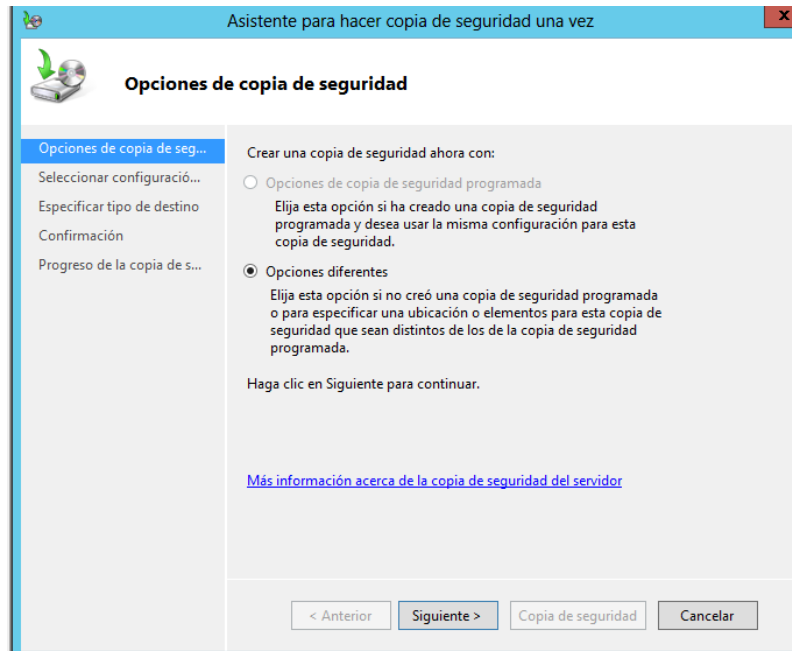 Asistente para hacer copia de seguridad una vez
x
Opciones de copia de seguridad
Opciones de copia de seg...
Seleccionar configuració...
Especificar tipo de destino
Confirmación
Progreso de la copia de s...
Crear una copia de seguridad ahora con:
Opciones de copia de seguridad programada
Elija esta opción si ha creado una copia de seguridad
programada y desea usar la misma configuración para esta
copia de seguridad.
Opciones diferentes
Elija esta opción si no creó una copia de seguridad programada
o para especificar una ubicación o elementos para esta copia de
seguridad que sean distintos de los de la copia de seguridad
programada.
Haga clic en Siguiente para continuar.
Más información acerca de la copia de seguridad del servidor
< Anterior Siguiente > Copia de seguridad Cancelar